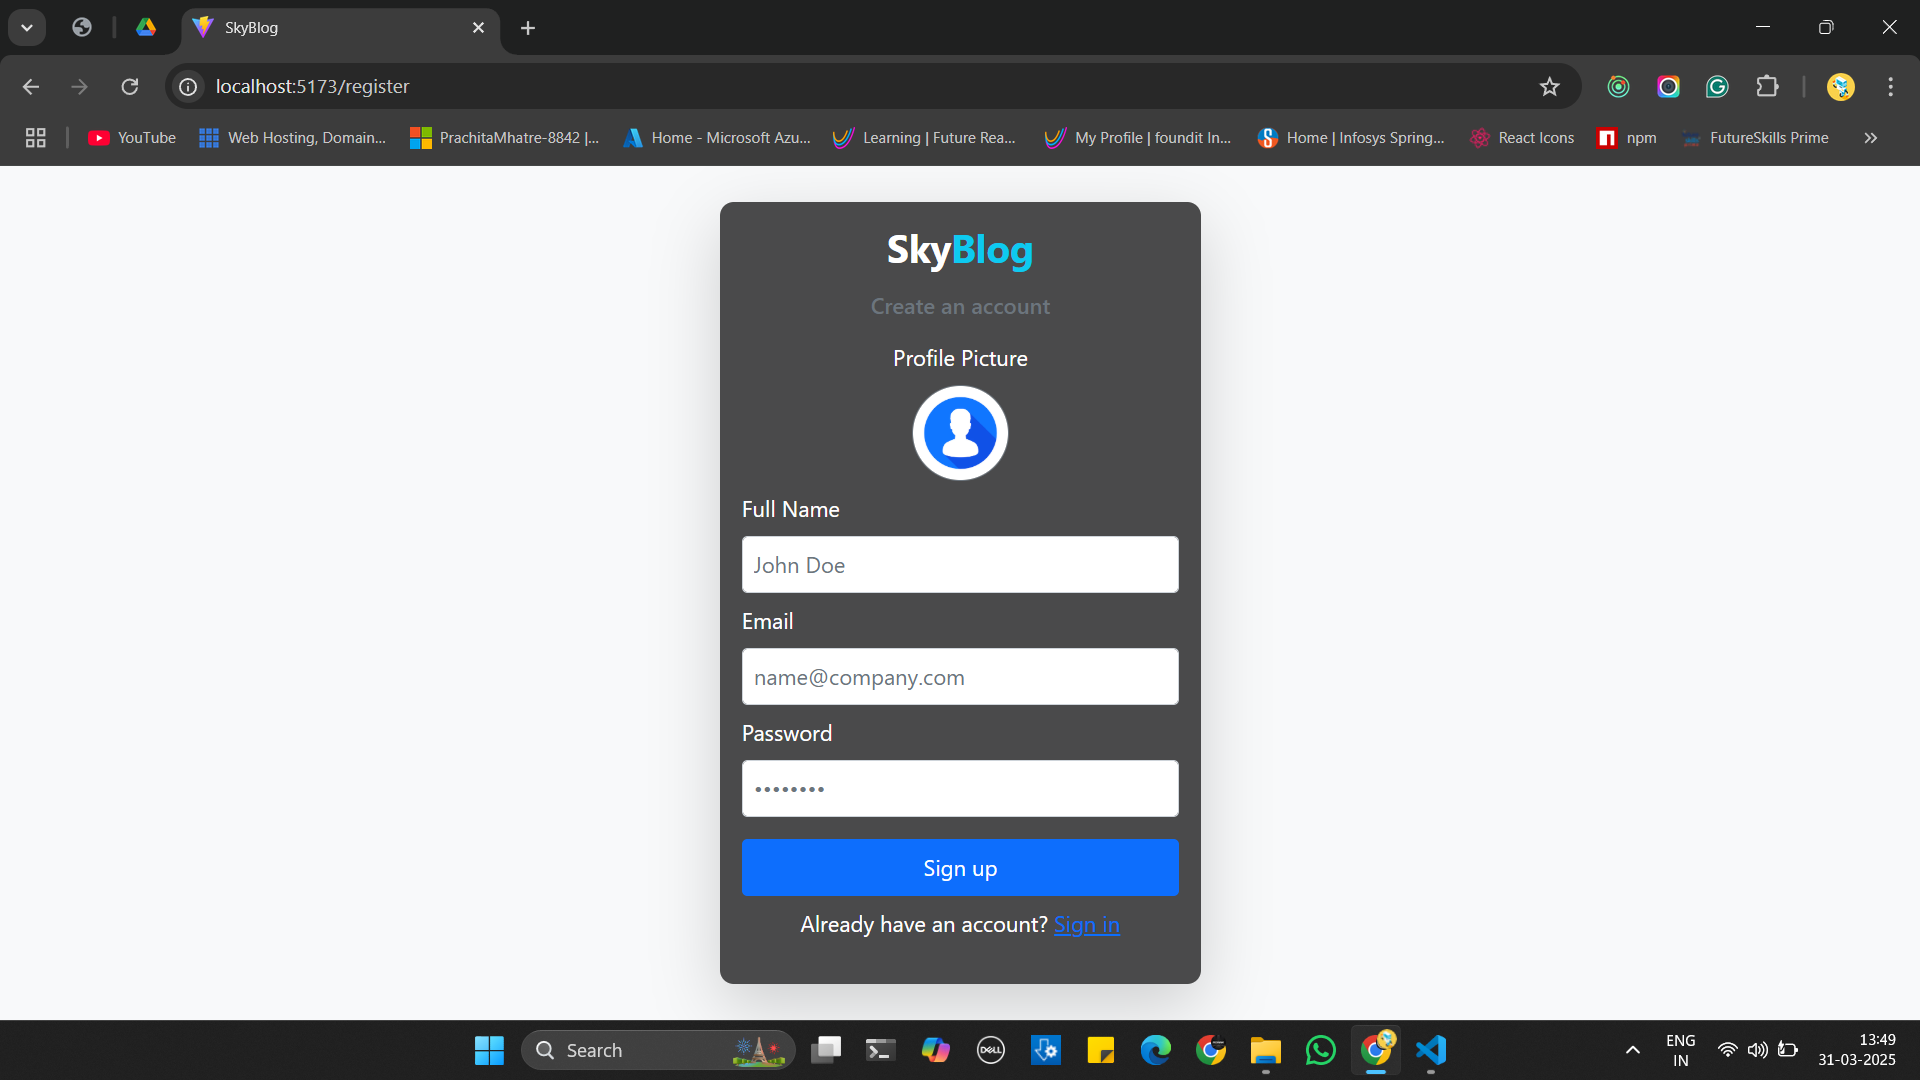 SkyBlog
localhost:5173/register
YouTube
Web Hosting, Domain...
PrachitaMhatre-8842 |...
Home - Microsoft Azu...
Learning | Future Rea...
My Profile | foundit In...
Home | Infosys Spring...
React Icons
npm
FutureSkills Prime
SkyBlog
Create an account
Profile Picture
Full Name
John Doe
Email
name@company.com
Password
••••••••
Sign up
Already have an account? Sign in
Search
DELL
ENG
IN
13:49
31-03-2025